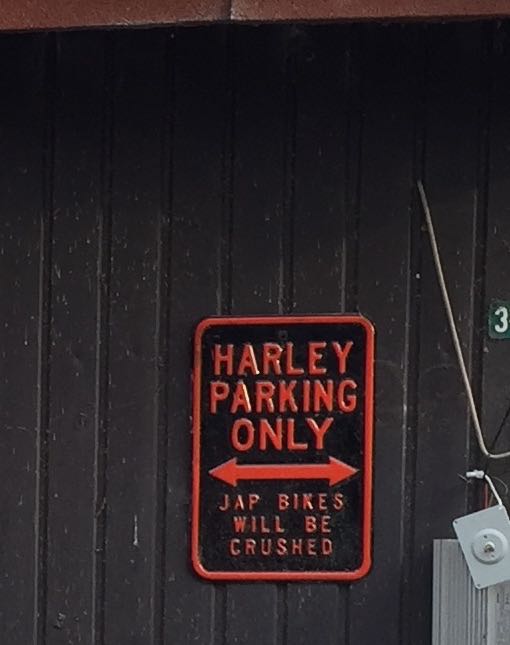 HARLEY
PARKING
ONLY
JAP BIKES
WILL BE
CRUSHED
3